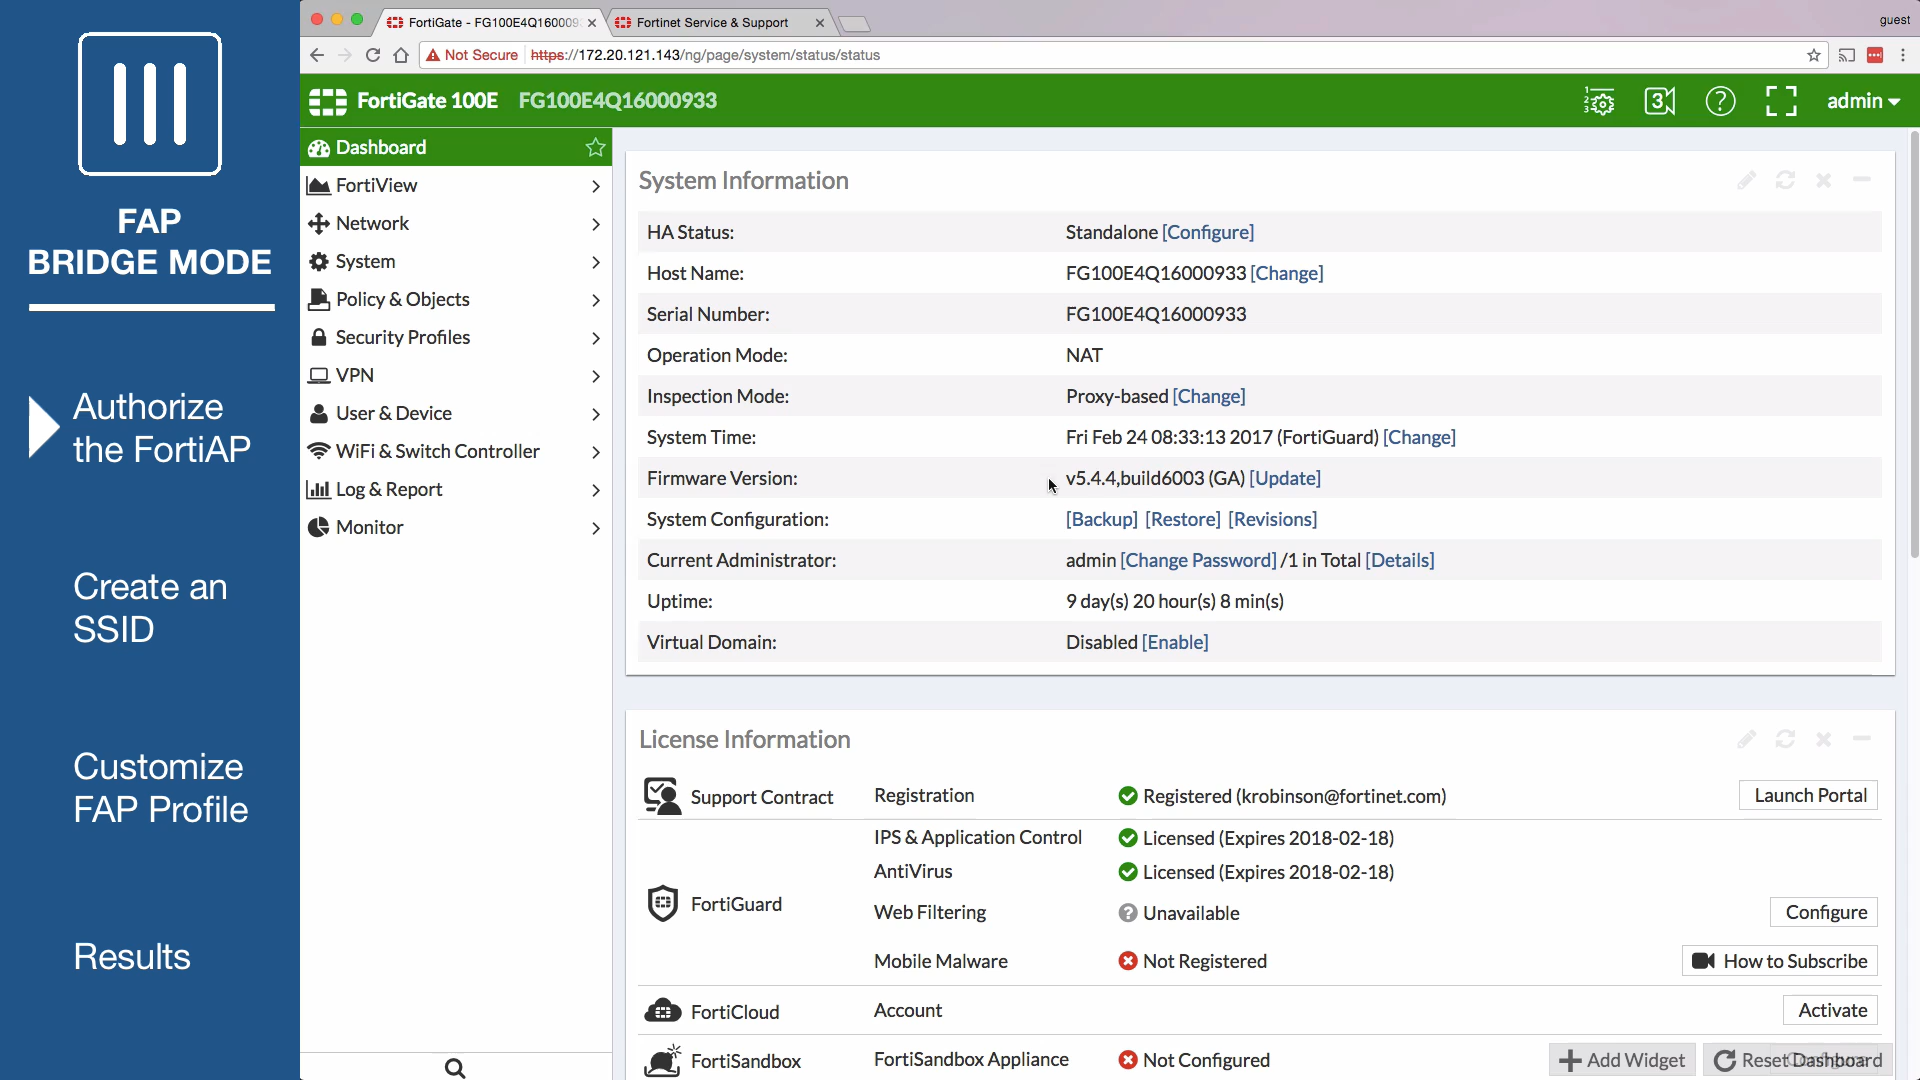 FAP
BRIDGE MODE
Authorize
the FortiAP
Create an
SSID
Customize
FAP Profile
Results
FortiGate - FG100E4Q160009
Fortinet Service & Support
guest
Not Secure https://172.20.121.143/ng/page/system/status/status
FortiGate 100E FG100E4Q16000933
3
admin
Dashboard
FortiView
Network
System
Policy & Objects
Security Profiles
VPN
User & Device
WiFi & Switch Controller
Log & Report
Monitor
System Information
HA Status: Standalone [Configure]
Host Name: FG100E4Q16000933 [Change]
Serial Number: FG100E4Q16000933
Operation Mode: NAT
Inspection Mode: Proxy-based [Change]
System Time: Fri Feb 24 08:33:13 2017 (FortiGuard) [Change]
Firmware Version: v5.4.4,build6003 (GA) [Update]
System Configuration: [Backup] [Restore] [Revisions]
Current Administrator: admin [Change Password] /1 in Total [Details]
Uptime: 9 day(s) 20 hour(s) 8 min(s)
Virtual Domain: Disabled [Enable]
License Information
Support Contract Registration Registered (krobinson@fortinet.com) Launch Portal
IPS & Application Control Licensed (Expires 2018-02-18)
AntiVirus Licensed (Expires 2018-02-18)
FortiGuard
Web Filtering Unavailable Configure
Mobile Malware Not Registered How to Subscribe
FortiCloud Account Activate
FortiSandbox FortiSandbox Appliance Not Configured
Add Widget Reset Dashboard